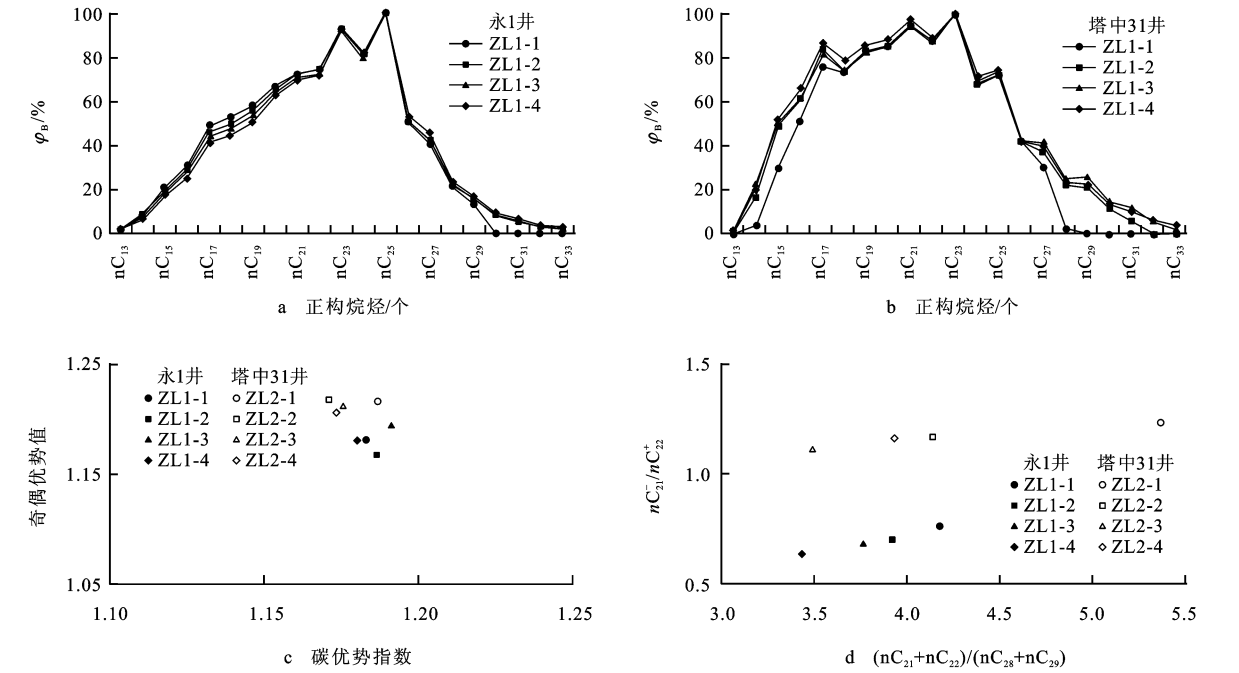 100
80
60
40
20
0
φB/%
永1井
ZL1-1
ZL1-2
ZL1-3
ZL1-4
nC13
nC15
nC17
nC19
nC21
nC23
nC25
nC27
nC29
nC31
nC33
a 正构烷烃/个
100
80
60
40
20
0
φB/%
塔中31井
ZL1-1
ZL1-2
ZL1-3
ZL1-4
nC13
nC15
nC17
nC19
nC21
nC23
nC25
nC27
nC29
nC31
nC33
b 正构烷烃/个
1.25
1.15
1.05
奇偶优势值
永1井 塔中31井
ZL1-1 ZL2-1
ZL1-2 ZL2-2
ZL1-3 ZL2-3
ZL1-4 ZL2-4
1.10 1.15 1.20 1.25
c 碳优势指数
1.5
1.0
0.5
nC21−/nC22+
永1井 塔中31井
ZL1-1 ZL2-1
ZL1-2 ZL2-2
ZL1-3 ZL2-3
ZL1-4 ZL2-4
3.0 3.5 4.0 4.5 5.0 5.5
d (nC21+nC22)/(nC28+nC29)